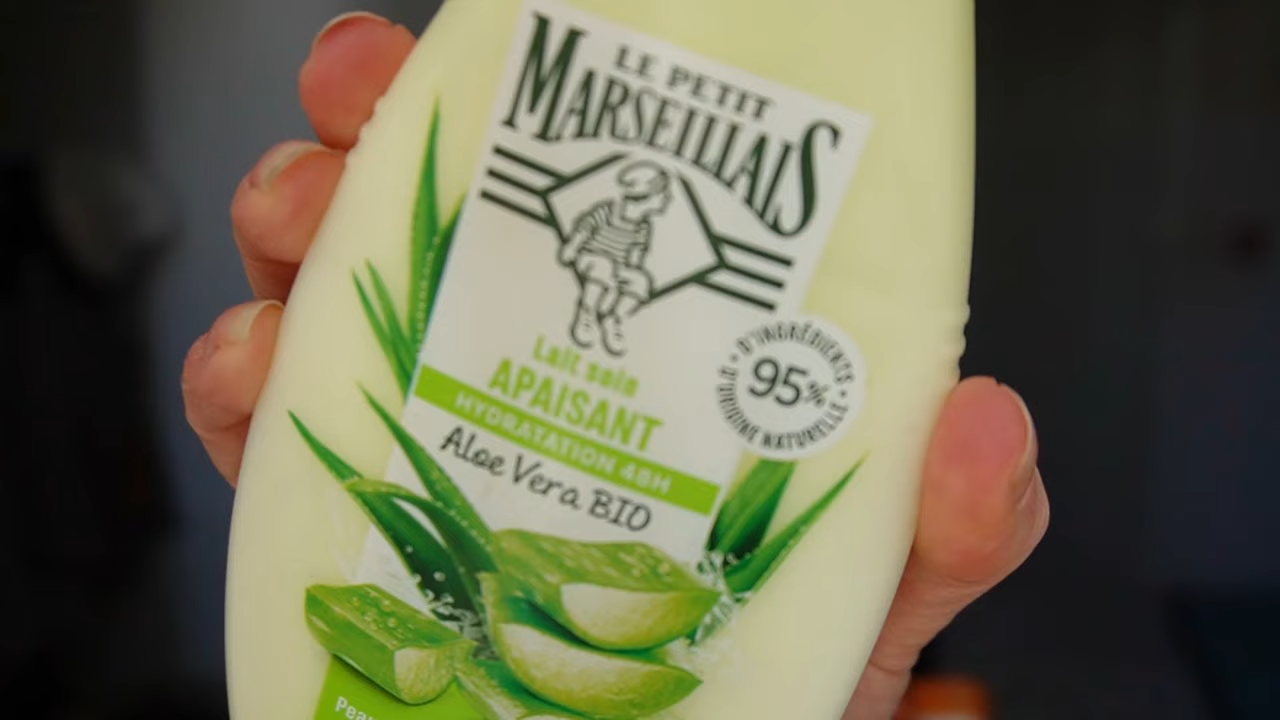 LE PETIT
MARSEILLAIS
Lait soin
APAISANT
HYDRATATION 48H
Aloe Vera BIO
95%
D'INGRÉDIENTS
D'ORIGINE NATURELLE